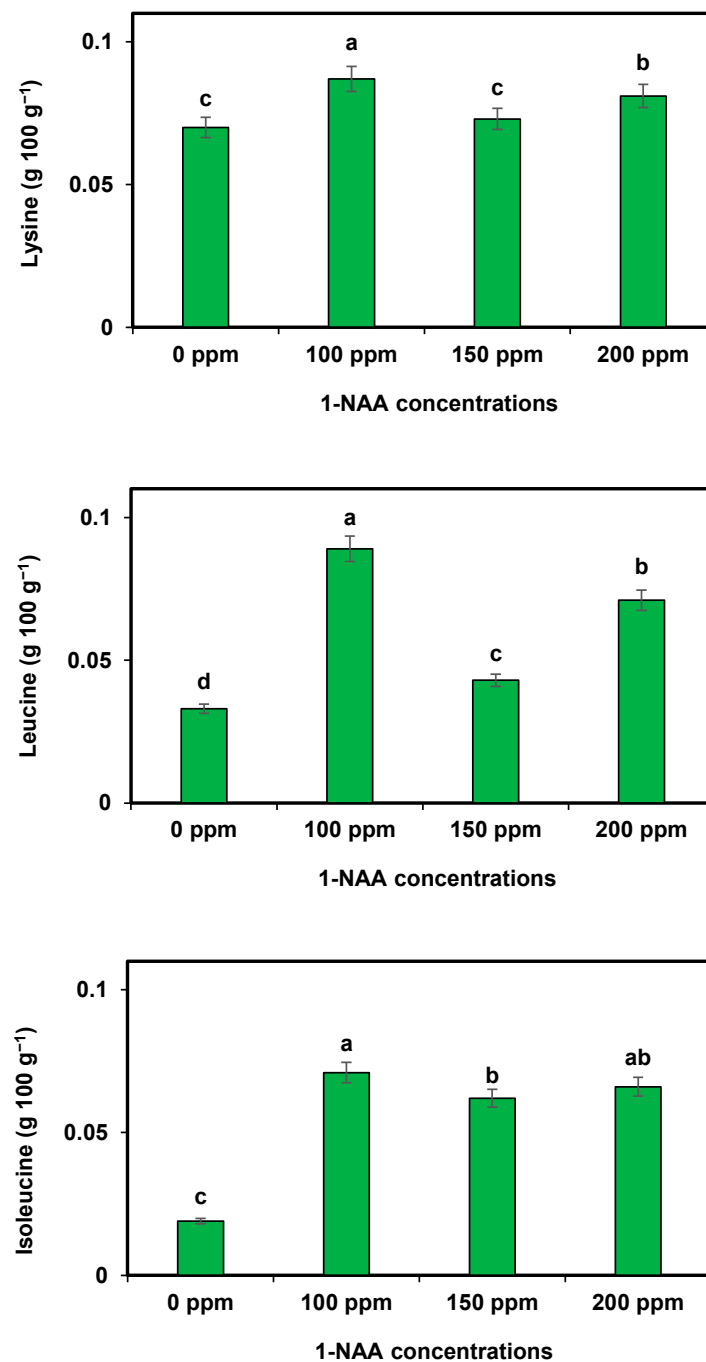 Lysine (g 100 g⁻¹)
0.1
0.05
0
c
a
c
b
0 ppm 100 ppm 150 ppm 200 ppm
1-NAA concentrations
Leucine (g 100 g⁻¹)
0.1
0.05
0
d
a
c
b
0 ppm 100 ppm 150 ppm 200 ppm
1-NAA concentrations
Isoleucine (g 100 g⁻¹)
0.1
0.05
0
c
a
b
ab
0 ppm 100 ppm 150 ppm 200 ppm
1-NAA concentrations